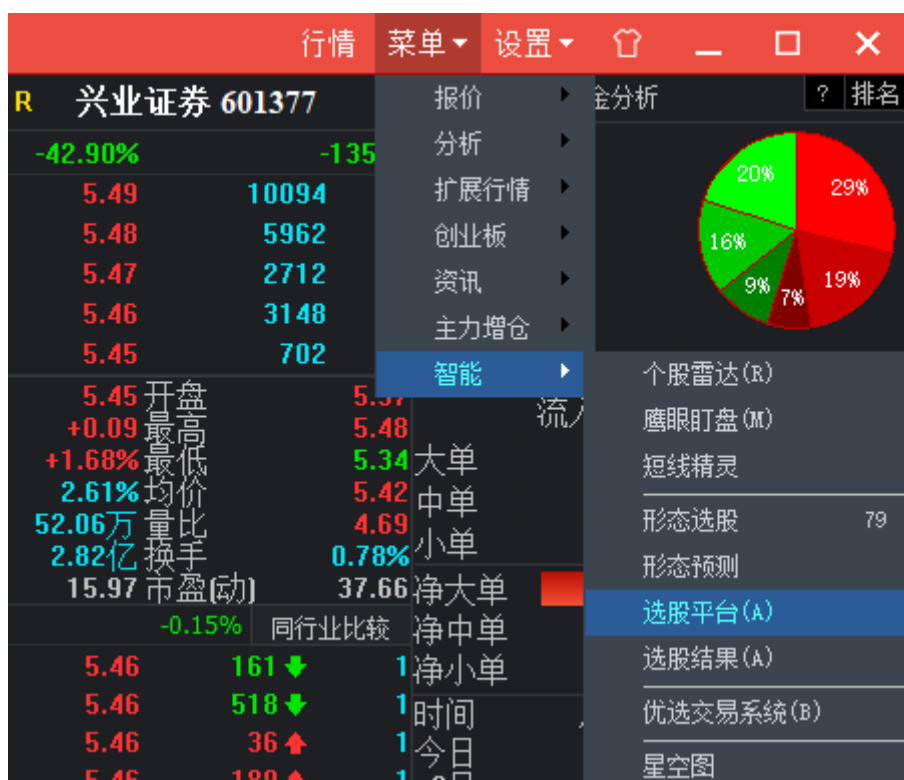 行情 菜单 设置
R 兴业证券 601377
-42.90% -135
5.49 10094
5.48 5962
5.47 2712
5.46 3148
5.45 702
5.45 开盘
+0.09 最高 5.48
+1.68% 最低 5.34
2.61% 均价 5.42
52.06万 量比 4.69
2.82亿 换手 0.78%
15.97 市盈(动) 37.66
-0.15% 同行业比较
5.46 161 1
5.46 518 1
5.46 36 1
5.46 180
报价
分析
扩展行情
创业板
资讯
主力增仓
智能
金分析 ? 排名
20%
29%
16%
19%
9%
7%
大单
中单
小单
净大单
净中单
净小单
时间
今日
个股雷达(R)
鹰眼盯盘(M)
短线精灵
形态选股 79
形态预测
选股平台(A)
选股结果(A)
优选交易系统(B)
星空图